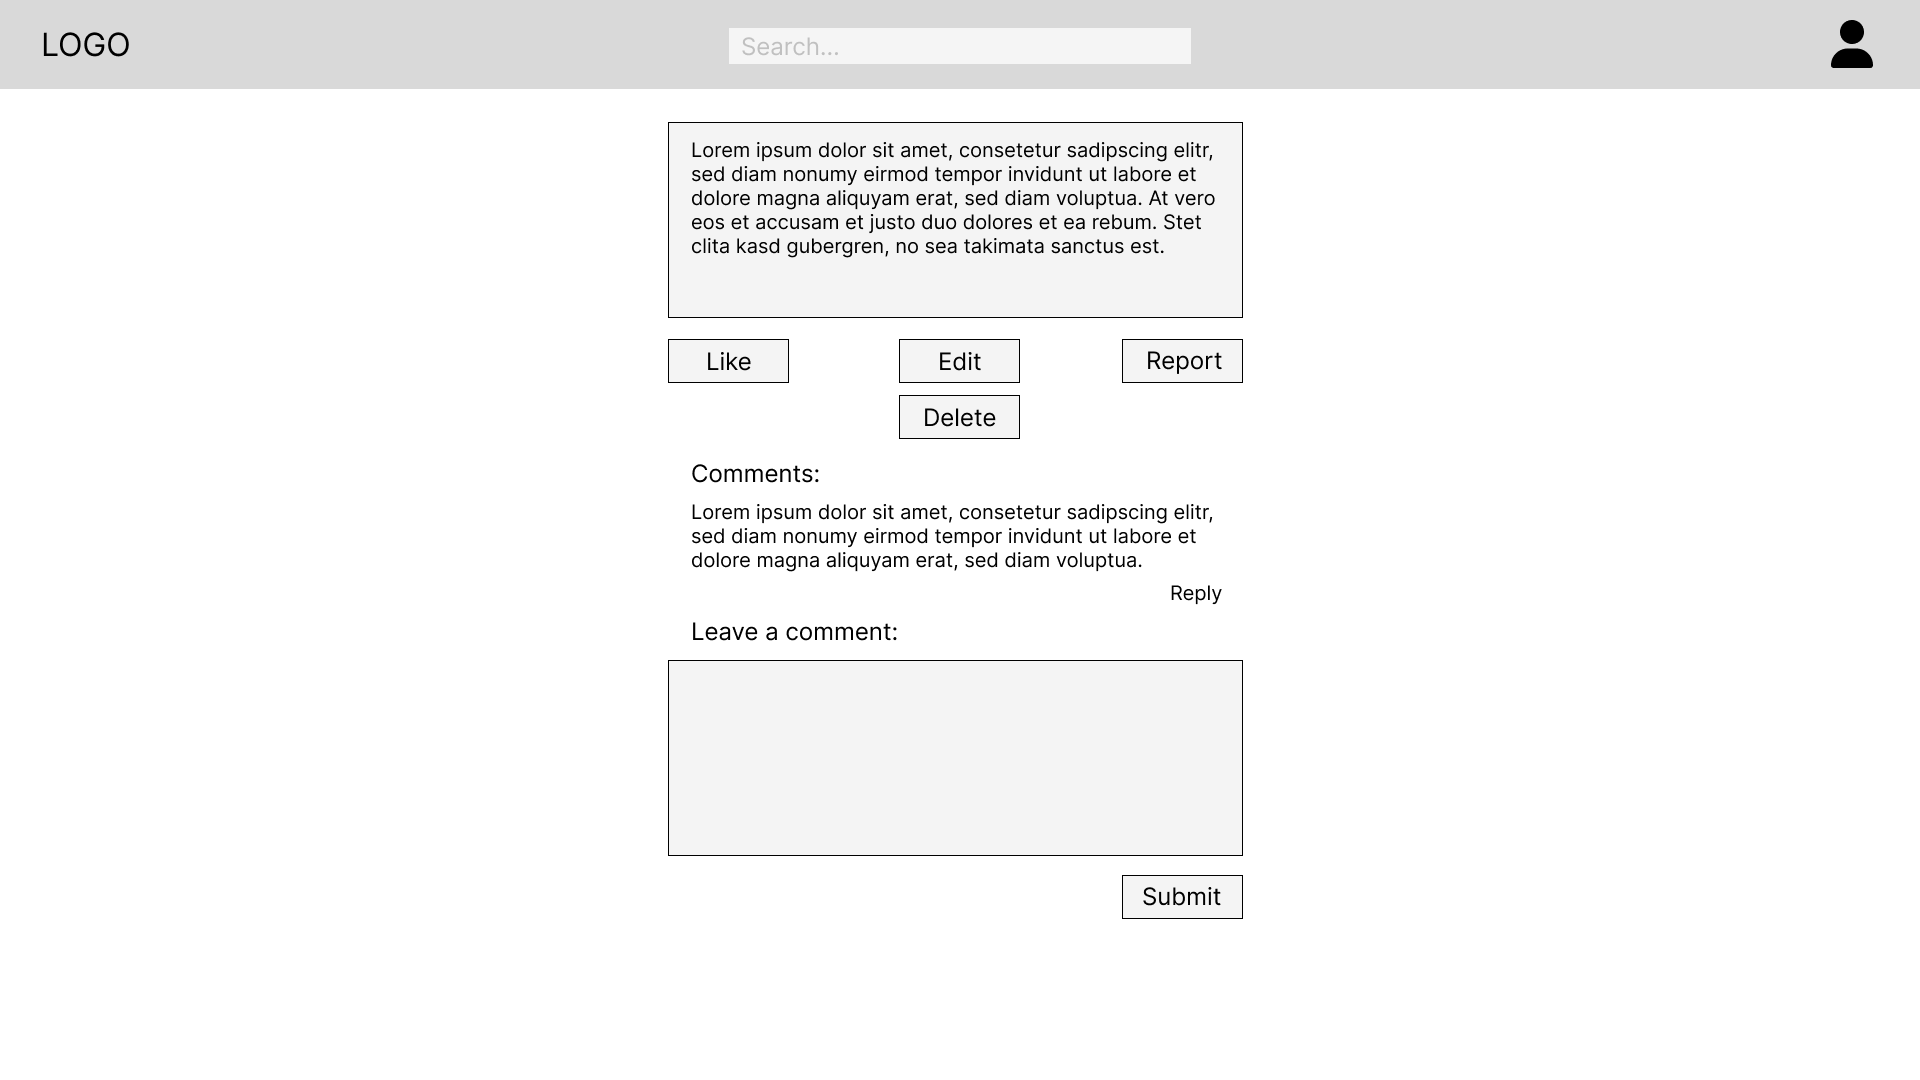 LOGO
Search...
Lorem ipsum dolor sit amet, consetetur sadipscing elitr,
sed diam nonumy eirmod tempor invidunt ut labore et
dolore magna aliquyam erat, sed diam voluptua. At vero
eos et accusam et justo duo dolores et ea rebum. Stet
clita kasd gubergren, no sea takimata sanctus est.
Like
Edit
Report
Delete
Comments:
Lorem ipsum dolor sit amet, consetetur sadipscing elitr,
sed diam nonumy eirmod tempor invidunt ut labore et
dolore magna aliquyam erat, sed diam voluptua.
Reply
Leave a comment:
Submit